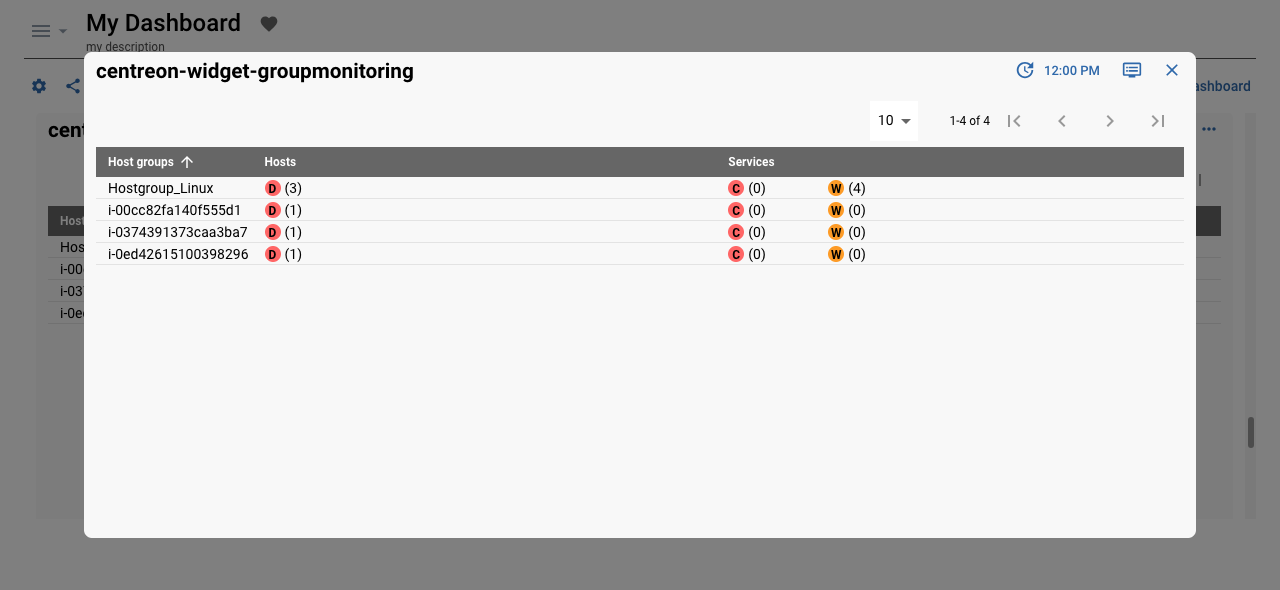 My Dashboard
my description
centreon-widget-groupmonitoring
12:00 PM
ashboard
cent
10
1-4 of 4
Host groups Hosts Services
Hostgroup_Linux D (3) C (0) W (4)
i-00cc82fa140f555d1 D (1) C (0) W (0)
i-0374391373caa3ba7 D (1) C (0) W (0)
i-0ed42615100398296 D (1) C (0) W (0)
Host
Hos
i-00
i-03
i-0e